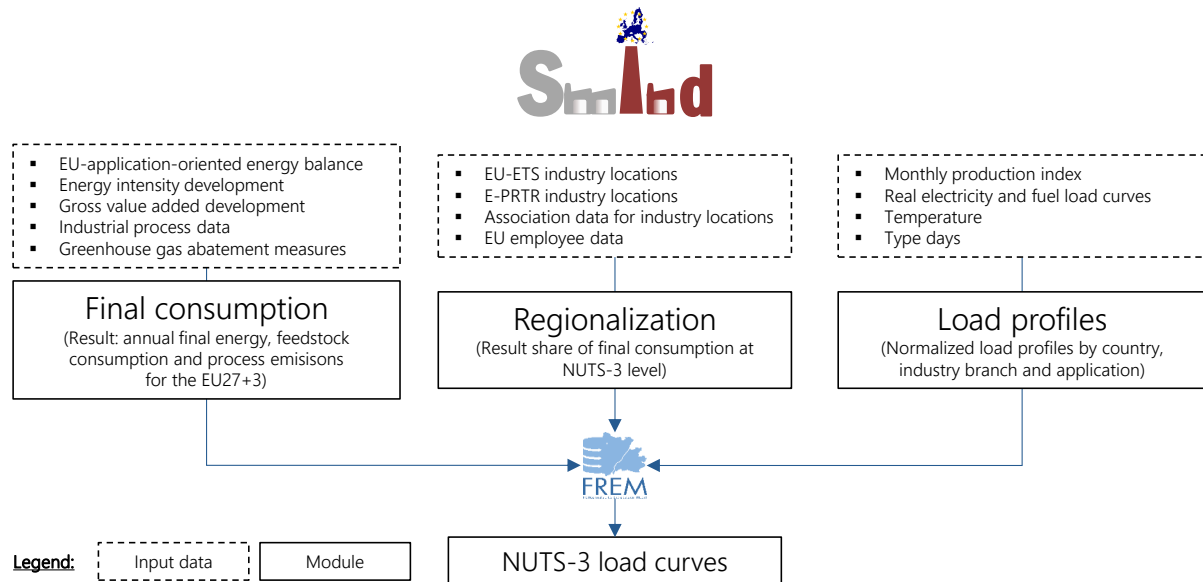 SmInd
▪ EU-application-oriented energy balance
▪ Energy intensity development
▪ Gross value added development
▪ Industrial process data
▪ Greenhouse gas abatement measures
▪ EU-ETS industry locations
▪ E-PRTR industry locations
▪ Association data for industry locations
▪ EU employee data
▪ Monthly production index
▪ Real electricity and fuel load curves
▪ Temperature
▪ Type days
Final consumption
(Result: annual final energy, feedstock
consumption and process emisisons
for the EU27+3)
Regionalization
(Result share of final consumption at
NUTS-3 level)
Load profiles
(Normalized load profiles by country,
industry branch and application)
FREM
NUTS-3 load curves
Legend:
Input data
Module